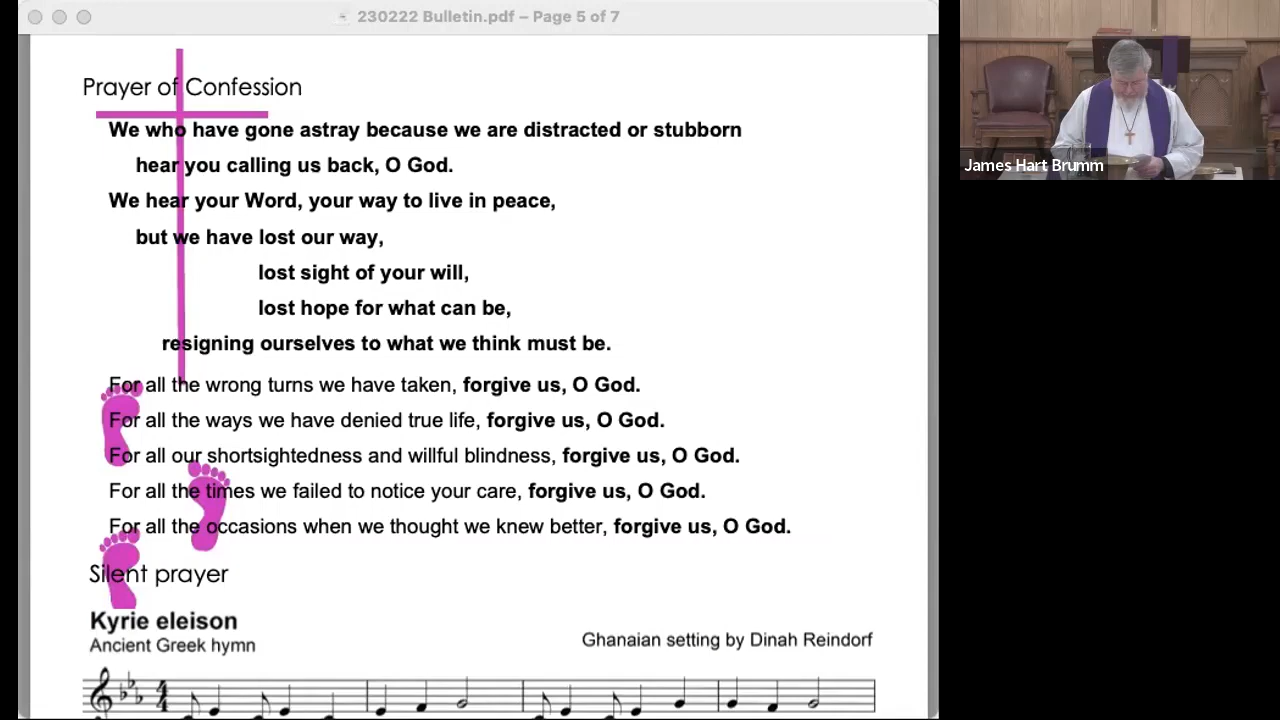 230222 Bulletin.pdf – Page 5 of 7
Prayer of Confession
We who have gone astray because we are distracted or stubborn
hear you calling us back, O God.
We hear your Word, your way to live in peace,
but we have lost our way,
lost sight of your will,
lost hope for what can be,
resigning ourselves to what we think must be.
For all the wrong turns we have taken, forgive us, O God.
For all the ways we have denied true life, forgive us, O God.
For all our shortsightedness and willful blindness, forgive us, O God.
For all the times we failed to notice your care, forgive us, O God.
For all the occasions when we thought we knew better, forgive us, O God.
Silent prayer
Kyrie eleison
Ancient Greek hymn
Ghanaian setting by Dinah Reindorf
4
4
James Hart Brumm